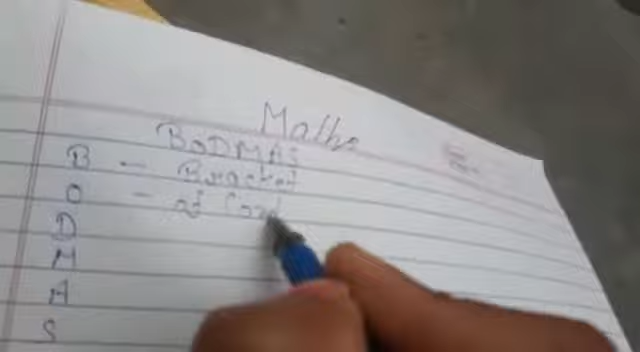 Maths
BODMAS
B - Bracket
O - of
D
M
A
S